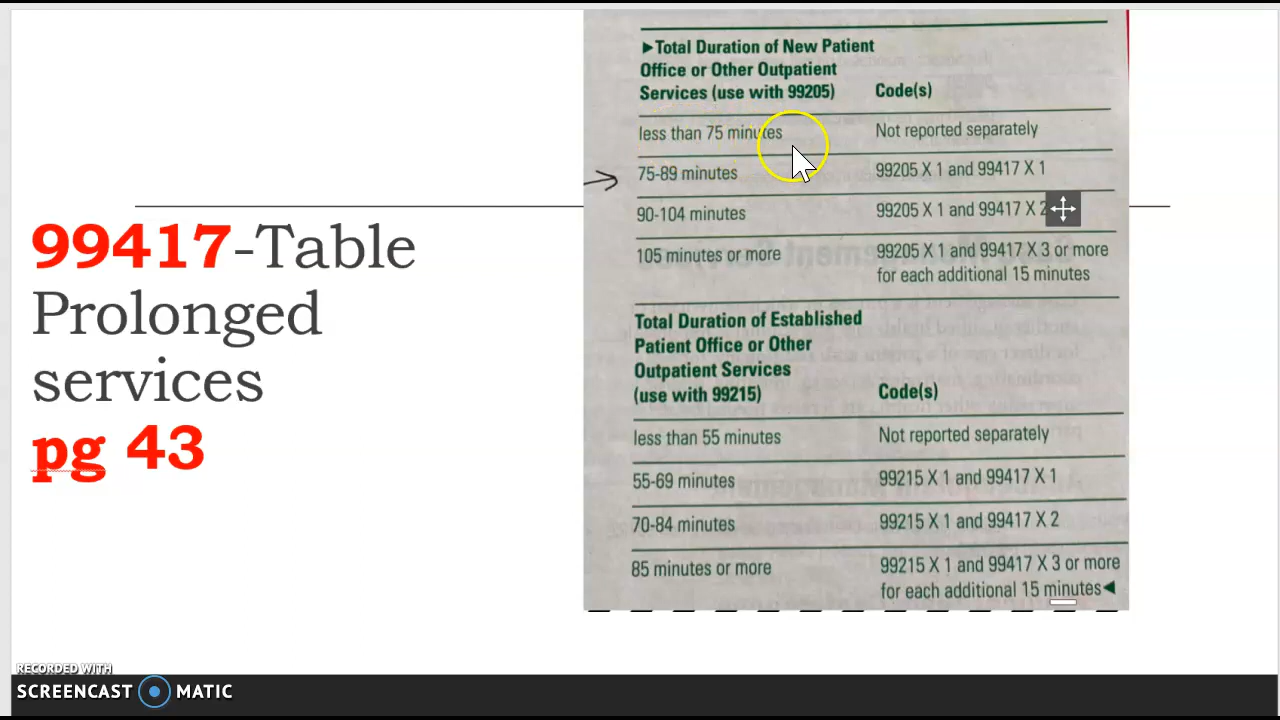 99417-Table
Prolonged
services
pg 43
►Total Duration of New Patient
Office or Other Outpatient
Services (use with 99205) Code(s)
less than 75 minutes Not reported separately
75-89 minutes 99205 X 1 and 99417 X 1
90-104 minutes 99205 X 1 and 99417 X 2
105 minutes or more 99205 X 1 and 99417 X 3 or more
for each additional 15 minutes
Total Duration of Established
Patient Office or Other
Outpatient Services
(use with 99215) Code(s)
less than 55 minutes Not reported separately
55-69 minutes 99215 X 1 and 99417 X 1
70-84 minutes 99215 X 1 and 99417 X 2
85 minutes or more 99215 X 1 and 99417 X 3 or more
for each additional 15 minutes◄
RECORDED WITH
SCREENCAST MATIC